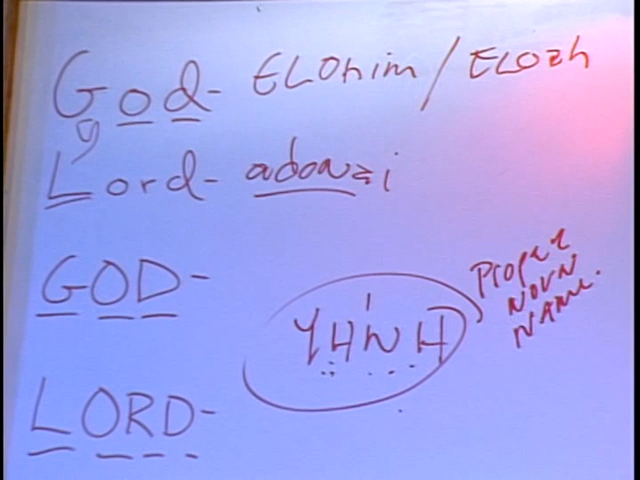 God- ELOhim / ELOah
Lord- adonai
GOD-
YHWH
Proper
NOUN
NAME.
LORD-